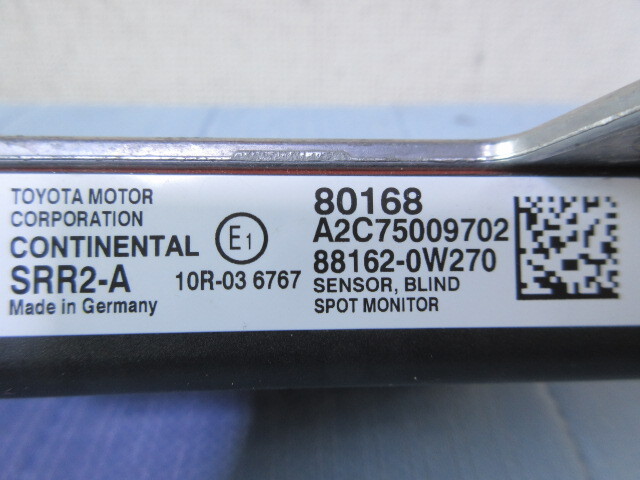 TOYOTA MOTOR
CORPORATION
CONTINENTAL
SRR2-A
Made in Germany
E1
10R-03 6767
80168
A2C75009702
88162-0W270
SENSOR, BLIND
SPOT MONITOR